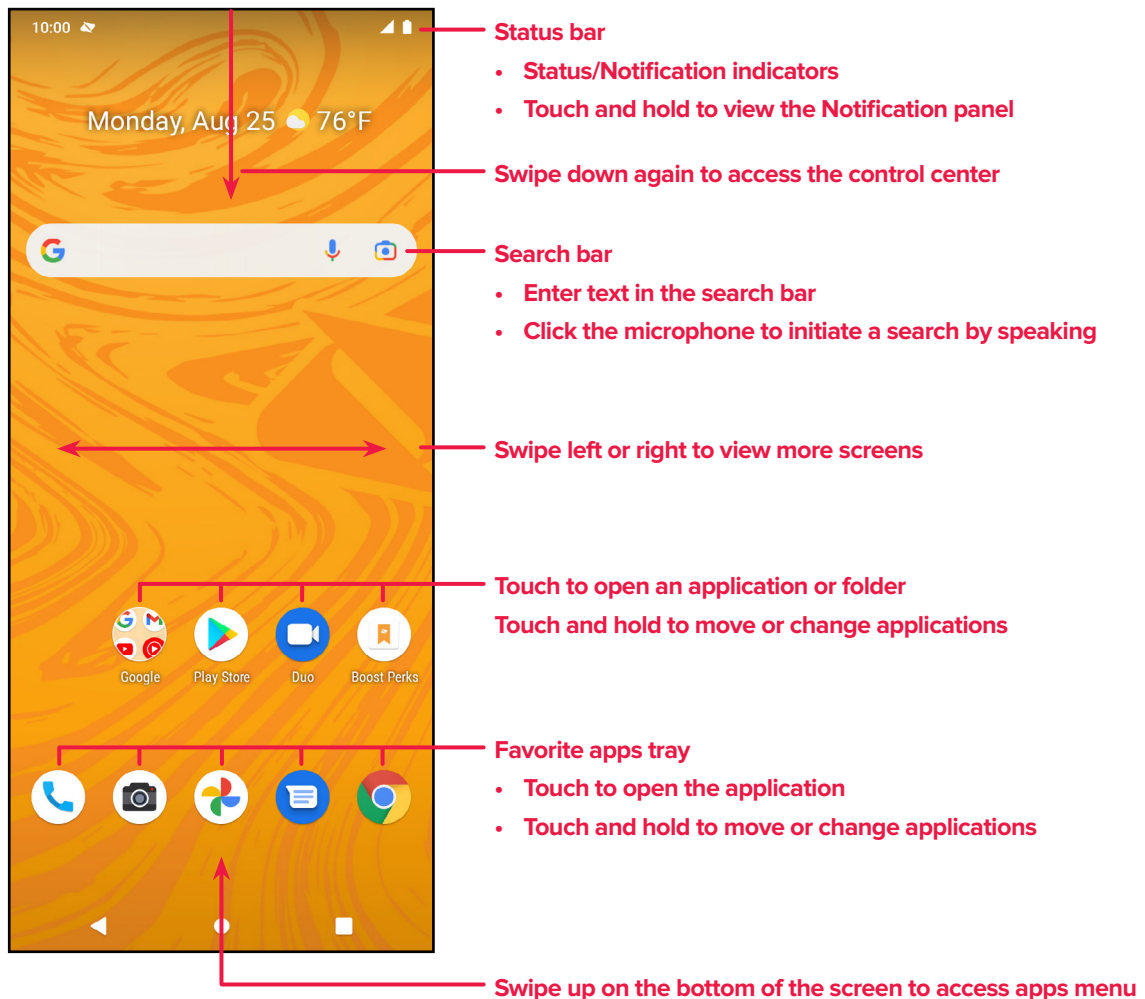 10:00
Status bar
• Status/Notification indicators
• Touch and hold to view the Notification panel
Monday, Aug 25 76°F
Swipe down again to access the control center
G
Search bar
• Enter text in the search bar
• Click the microphone to initiate a search by speaking
Swipe left or right to view more screens
Touch to open an application or folder
Touch and hold to move or change applications
G M
Google Play Store Duo Boost Perks
Favorite apps tray
• Touch to open the application
• Touch and hold to move or change applications
Swipe up on the bottom of the screen to access apps menu